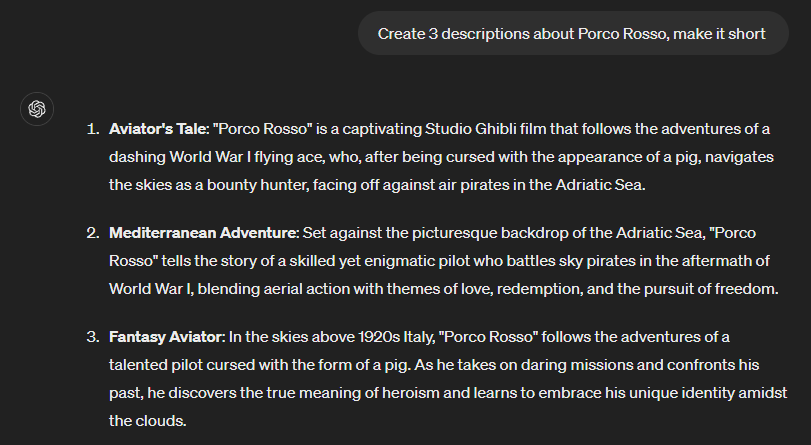 Create 3 descriptions about Porco Rosso, make it short
1. Aviator's Tale: "Porco Rosso" is a captivating Studio Ghibli film that follows the adventures of a
dashing World War I flying ace, who, after being cursed with the appearance of a pig, navigates
the skies as a bounty hunter, facing off against air pirates in the Adriatic Sea.
2. Mediterranean Adventure: Set against the picturesque backdrop of the Adriatic Sea, "Porco
Rosso" tells the story of a skilled yet enigmatic pilot who battles sky pirates in the aftermath of
World War I, blending aerial action with themes of love, redemption, and the pursuit of freedom.
3. Fantasy Aviator: In the skies above 1920s Italy, "Porco Rosso" follows the adventures of a
talented pilot cursed with the form of a pig. As he takes on daring missions and confronts his
past, he discovers the true meaning of heroism and learns to embrace his unique identity amidst
the clouds.